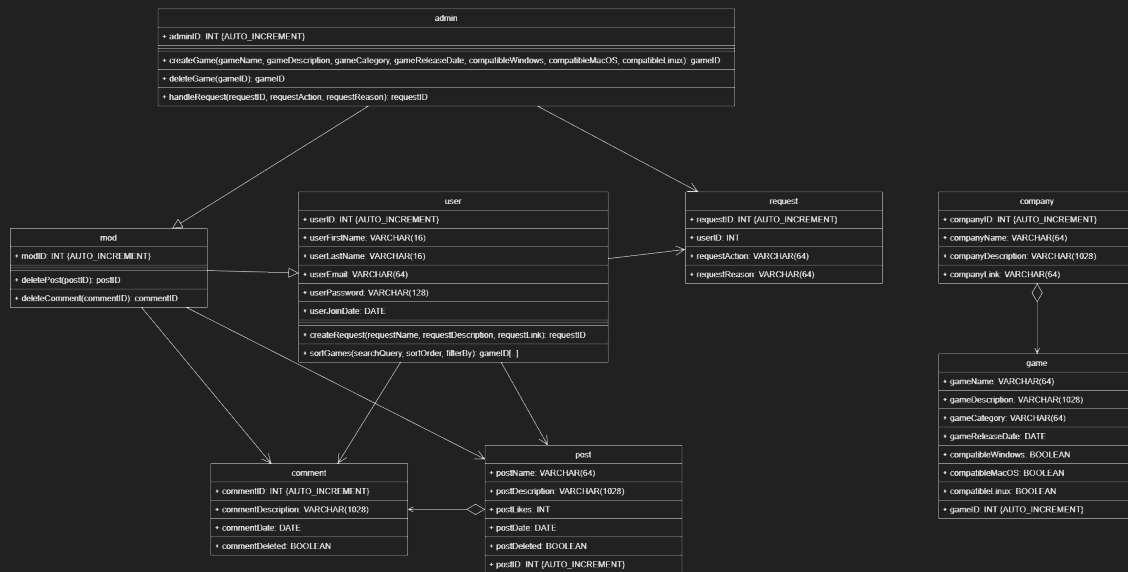 admin
+ adminID: INT {AUTO_INCREMENT}
+ createGame(gameName, gameDescription, gameCategory, gameReleaseDate, compatibleWindows, compatibleMacOS, compatibleLinux): gameID
+ deleteGame(gameID): gameID
+ handleRequest(requestID, requestAction, requestReason): requestID
mod
+ modID: INT {AUTO_INCREMENT}
+ deletePost(postID): postID
+ deleteComment(commentID): commentID
user
+ userID: INT {AUTO_INCREMENT}
+ userFirstName: VARCHAR(16)
+ userLastName: VARCHAR(16)
+ userEmail: VARCHAR(64)
+ userPassword: VARCHAR(128)
+ userJoinDate: DATE
+ createRequest(requestName, requestDescription, requestLink): requestID
+ sortGames(searchQuery, sortOrder, filterBy): gameID[..]
request
+ requestID: INT {AUTO_INCREMENT}
+ userID: INT
+ requestAction: VARCHAR(64)
+ requestReason: VARCHAR(64)
company
+ companyID: INT {AUTO_INCREMENT}
+ companyName: VARCHAR(64)
+ companyDescription: VARCHAR(1028)
+ companyLink: VARCHAR(64)
game
+ gameName: VARCHAR(64)
+ gameDescription: VARCHAR(1028)
+ gameCategory: VARCHAR(64)
+ gameReleaseDate: DATE
+ compatibleWindows: BOOLEAN
+ compatibleMacOS: BOOLEAN
+ compatibleLinux: BOOLEAN
+ gameID: INT {AUTO_INCREMENT}
comment
+ commentID: INT {AUTO_INCREMENT}
+ commentDescription: VARCHAR(1028)
+ commentDate: DATE
+ commentDeleted: BOOLEAN
post
+ postName: VARCHAR(64)
+ postDescription: VARCHAR(1028)
+ postLikes: INT
+ postDate: DATE
+ postDeleted: BOOLEAN
+ postID: INT {AUTO_INCREMENT}